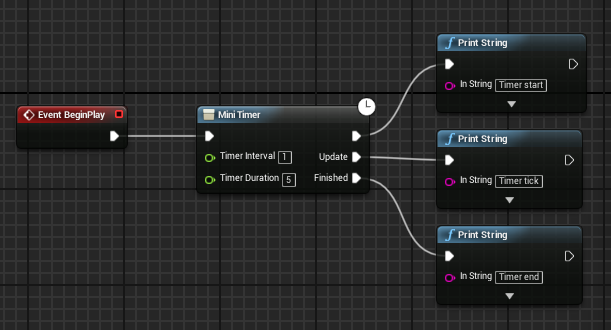 Print String
In String Timer start
Event BeginPlay
Mini Timer
Timer Interval 1
Update
Timer Duration 5
Finished
Print String
In String Timer tick
Print String
In String Timer end